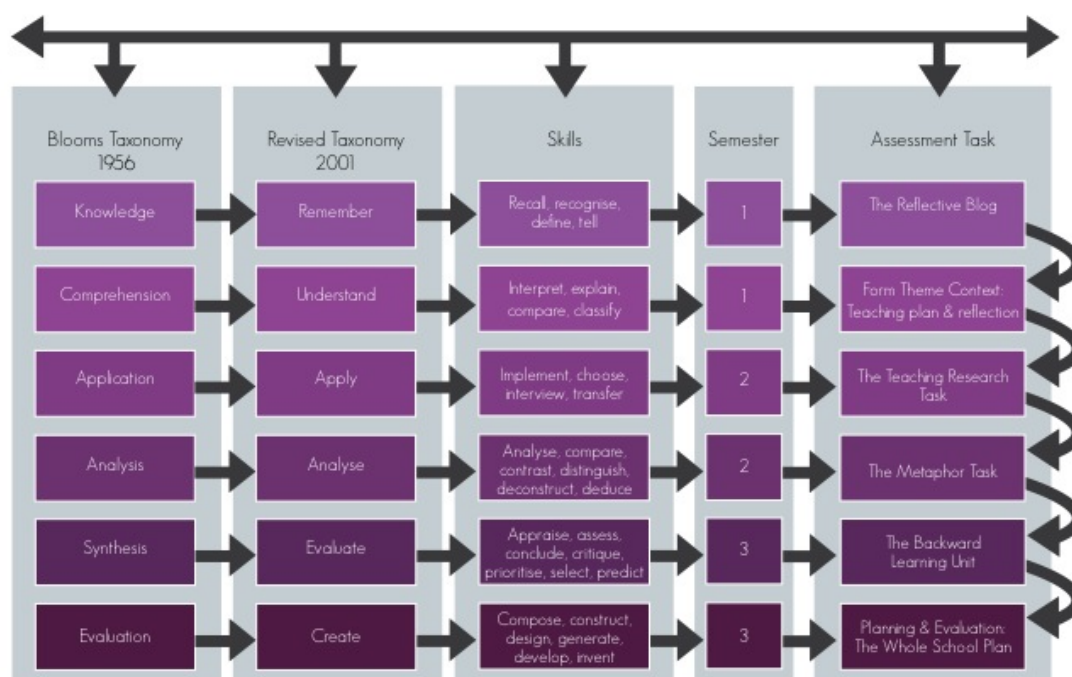 Blooms Taxonomy
1956
Revised Taxonomy
2001
Skills
Semester
Assessment Task
Knowledge
Remember
Recall, recognise,
define, tell
1
The Reflective Blog
Comprehension
Understand
Interpret, explain,
compare, classify
1
Form Theme Context:
Teaching plan & reflection
Application
Apply
Implement, choose,
interview, transfer
2
The Teaching Research
Task
Analysis
Analyse
Analyse, compare,
contrast, distinguish,
deconstruct, deduce
2
The Metaphor Task
Synthesis
Evaluate
Appraise, assess,
conclude, critique,
prioritise, select, predict
3
The Backward
Learning Unit
Evaluation
Create
Compose, construct,
design, generate,
develop, invent
3
Planning & Evaluation:
The Whole School Plan